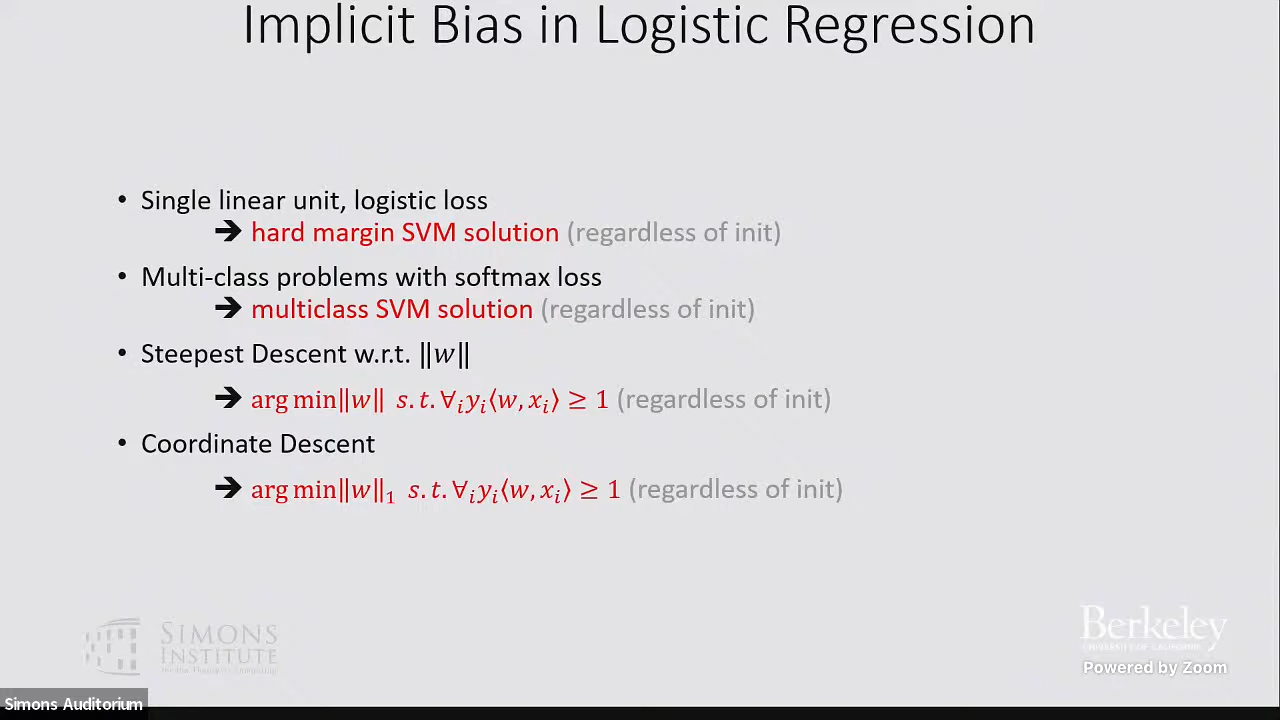 Implicit Bias in Logistic Regression
• Single linear unit, logistic loss
➔ hard margin SVM solution (regardless of init)
• Multi-class problems with softmax loss
➔ multiclass SVM solution (regardless of init)
• Steepest Descent w.r.t. ‖w‖
➔ arg min‖w‖ s.t. ∀ᵢyᵢ⟨w, xᵢ⟩ ≥ 1 (regardless of init)
• Coordinate Descent
➔ arg min‖w‖₁ s.t. ∀ᵢyᵢ⟨w, xᵢ⟩ ≥ 1 (regardless of init)
SIMONS
INSTITUTE
Berkeley
UNIVERSITY OF CALIFORNIA
Powered by Zoom
Simons Auditorium